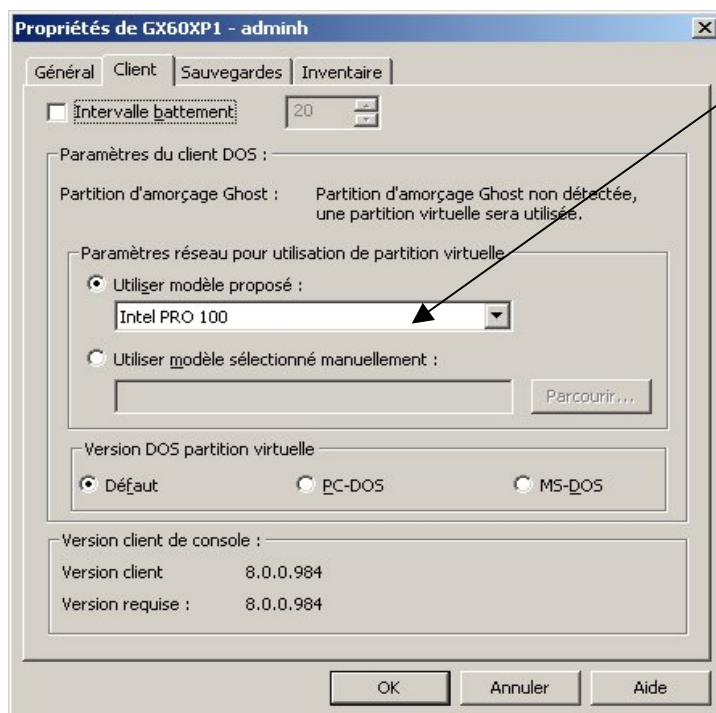 Propriétés de GX60XP1 - adminh
Général Client Sauvegardes Inventaire
Intervalle battement 20
Paramètres du client DOS :
Partition d'amorçage Ghost : Partition d'amorçage Ghost non détectée,
une partition virtuelle sera utilisée.
Paramètres réseau pour utilisation de partition virtuelle
Utiliser modèle proposé :
Intel PRO 100
Utiliser modèle sélectionné manuellement :
Parcourir...
Version DOS partition virtuelle
Défaut PC-DOS MS-DOS
Version client de console :
Version client 8.0.0.984
Version requise : 8.0.0.984
OK Annuler Aide